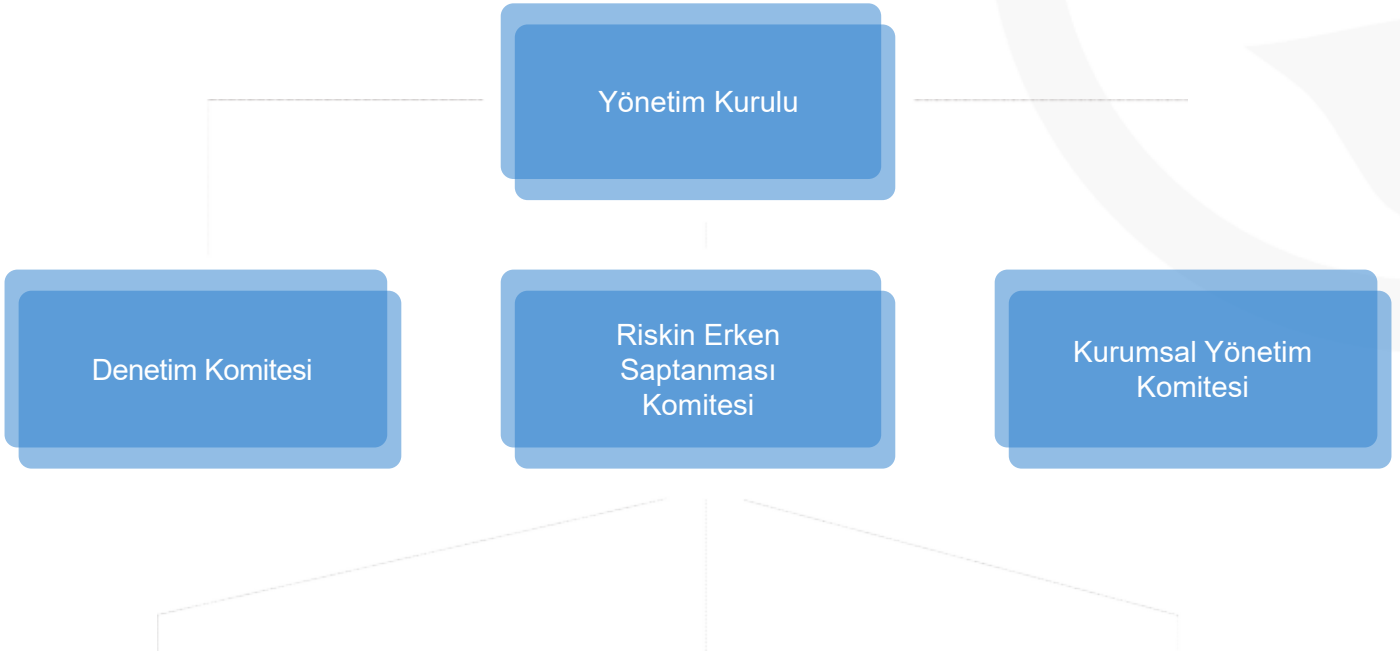 Yönetim Kurulu
Denetim Komitesi
Riskin Erken
Saptanması
Komitesi
Kurumsal Yönetim
Komitesi